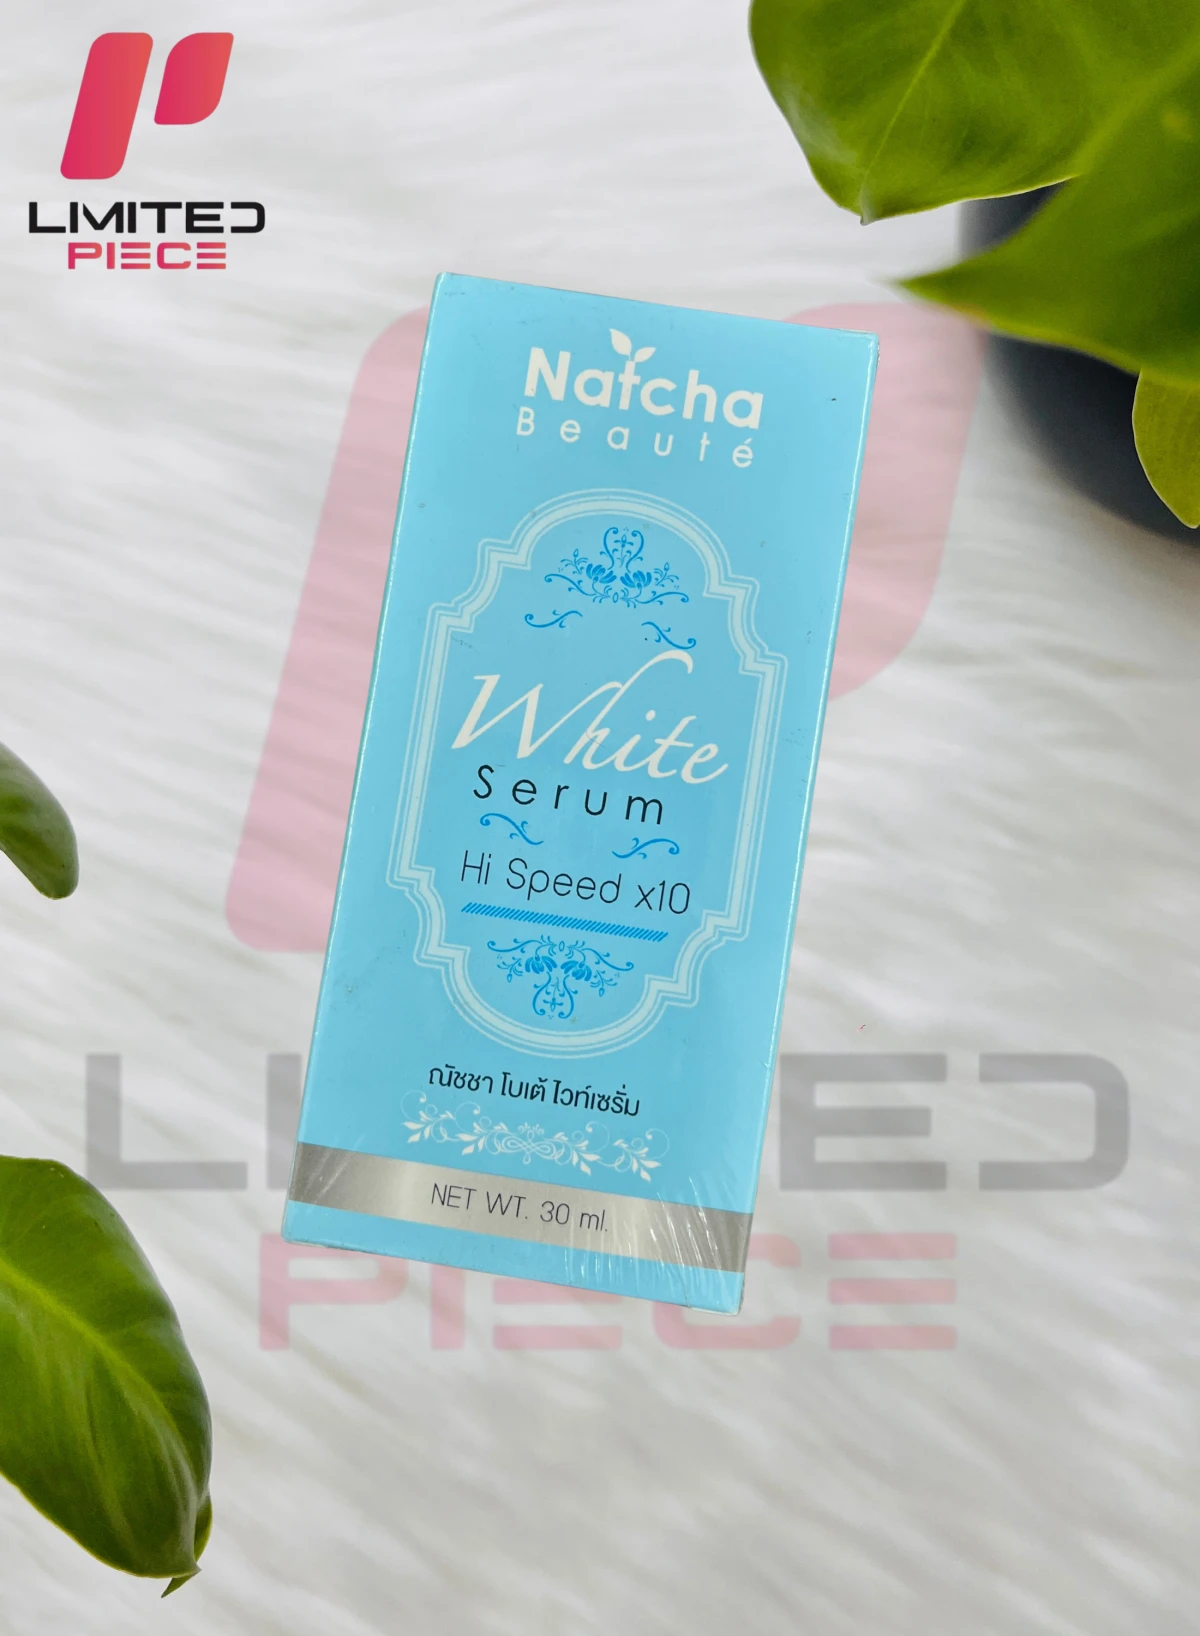 LIMITED
PIECE
Natcha
Beauté
White
Serum
Hi Speed x10
ณัชชา โบเต้ ไวท์เซรั่ม
NET WT. 30 ml.
LIMITED
PIECE